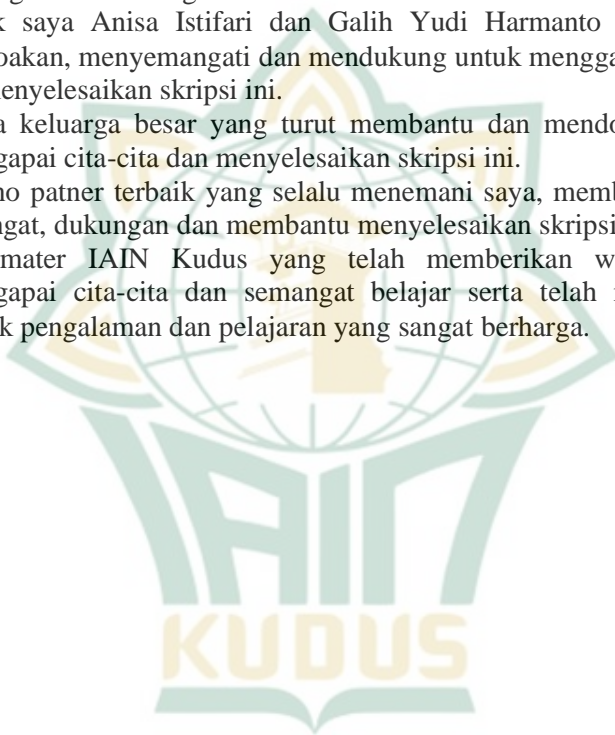 k saya Anisa Istifari dan Galih Yudi Harmanto
oakan, menyemangati dan mendukung untuk mengga
menyelesaikan skripsi ini.
a keluarga besar yang turut membantu dan mendo
gapai cita-cita dan menyelesaikan skripsi ini.
no patner terbaik yang selalu menemani saya, memb
ngat, dukungan dan membantu menyelesaikan skripsi
mater IAIN Kudus yang telah memberikan w
gapai cita-cita dan semangat belajar serta telah
k pengalaman dan pelajaran yang sangat berharga.
IAIN
KUDUS